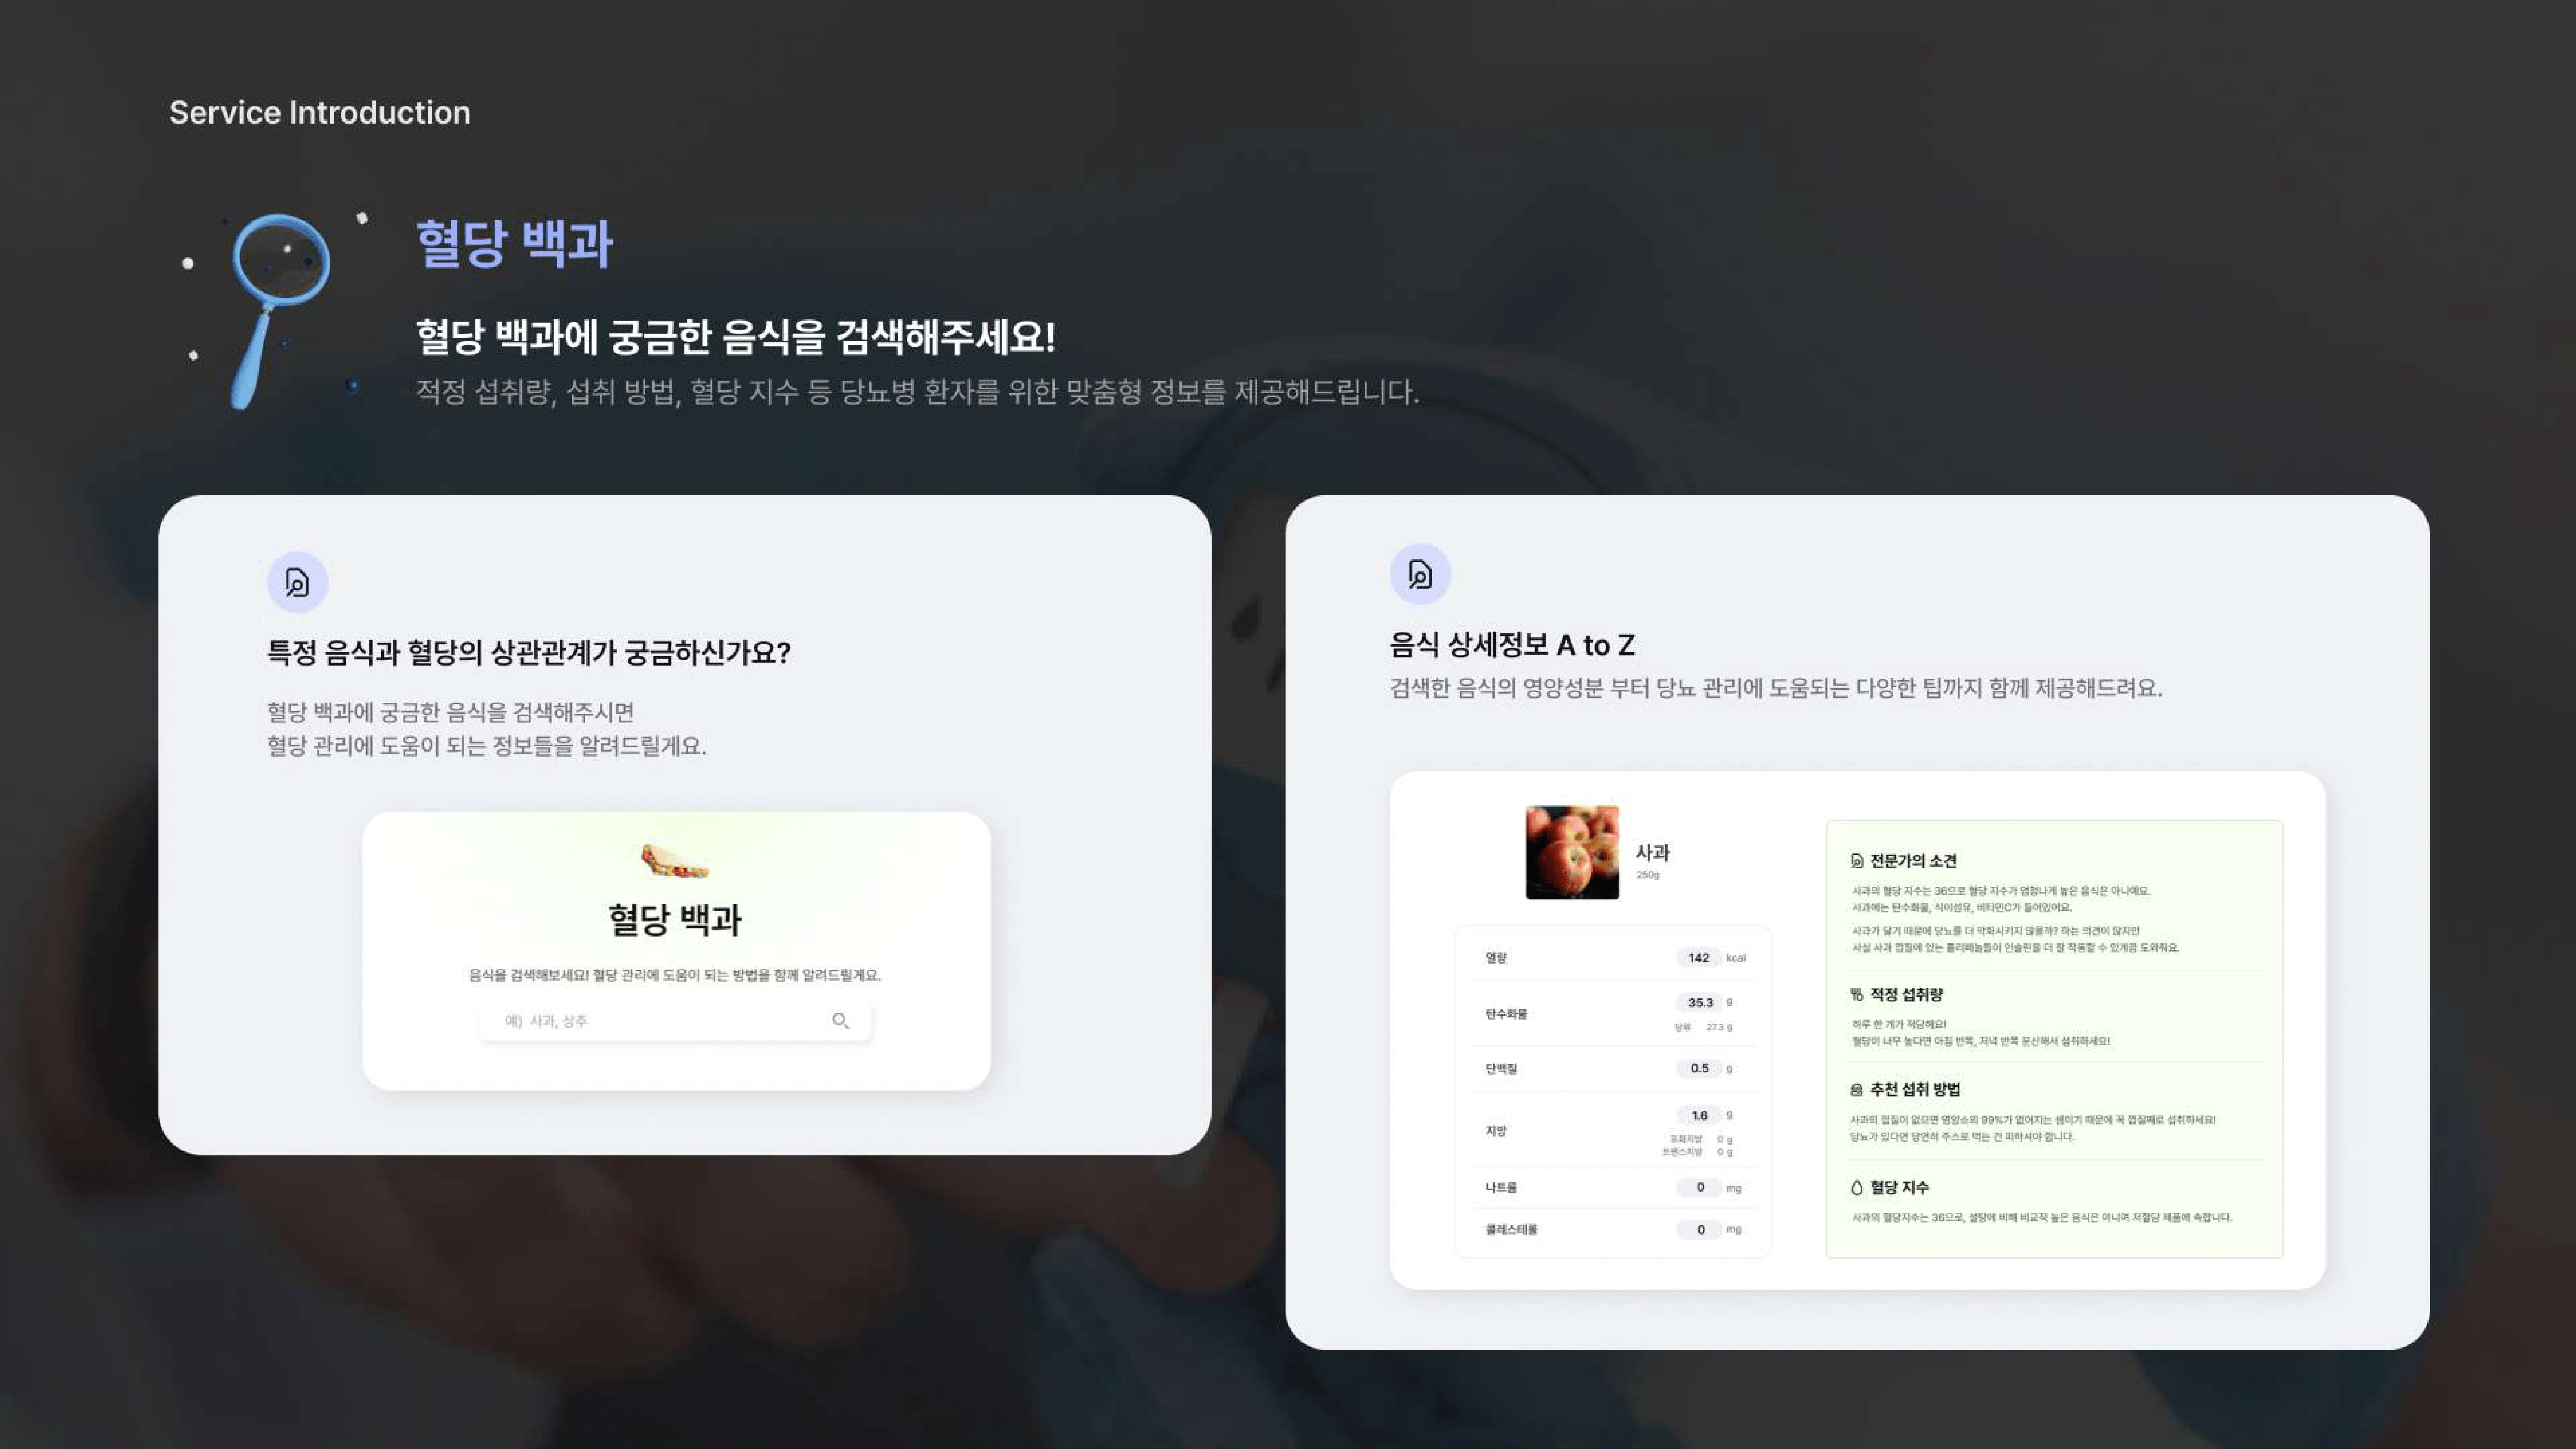 Service Introduction
혈당 백과
혈당 백과에 궁금한 음식을 검색해주세요!
적정 섭취량, 섭취 방법, 혈당 지수 등 당뇨병 환자를 위한 맞춤형 정보를 제공해드립니다.
특정 음식과 혈당의 상관관계가 궁금하신가요?
혈당 백과에 궁금한 음식을 검색해주시면
혈당 관리에 도움이 되는 정보들을 알려드릴게요.
혈당 백과
음식을 검색해보세요! 혈당 관리에 도움이 되는 방법을 함께 알려드릴게요.
예) 사과, 상추
음식 상세정보 A to Z
검색한 음식의 영양성분 부터 당뇨 관리에 도움되는 다양한 팁까지 함께 제공해드려요.
사과
250g
열량 142 kcal
탄수화물 35.3 g
당류 27.3 g
단백질 0.5 g
지방 1.6 g
포화지방 0 g
트랜스지방 0 g
나트륨 0 mg
콜레스테롤 0 mg
전문가의 소견
사과의 혈당 지수는 36으로 혈당 지수가 엄청나게 높은 음식은 아니예요.
사과에는 탄수화물, 식이섬유, 비타민C가 들어있어요.
사과가 달기 때문에 당뇨를 더 악화시키지 않을까? 하는 의견이 많지만
사실 사과 껍질에 있는 폴리페놀들이 인슐린을 더 잘 작동할 수 있게끔 도와줘요.
적정 섭취량
하루 한 개가 적당해요!
혈당이 너무 높다면 아침 반쪽, 저녁 반쪽 분산해서 섭취하세요!
추천 섭취 방법
사과의 껍질이 없으면 영양소의 99%가 없어지는 셈이기 때문에 꼭 껍질째로 섭취하세요!
당뇨가 있다면 당연히 주스로 먹는 건 피하셔야 합니다.
혈당 지수
사과의 혈당지수는 36으로, 설탕에 비해 비교적 높은 음식은 아니며 저혈당 제품에 속합니다.